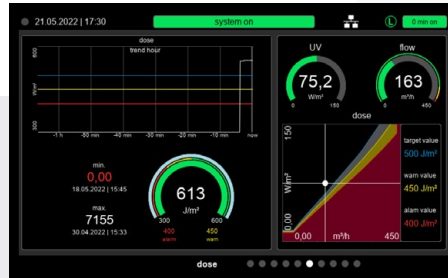 21.05.2022 | 17:30
system on
L
0 min on
dose
trend hour
600
W/m²
300
-1 h
-50 min
-40 min
-30 min
-20 min
-10 min
now
min.
0,00
18.05.2022 | 15:45
max.
7155
30.04.2022 | 15:33
613
J/m²
300
600
400
alarm
450
warn
UV
75,2
W/m²
0
150
flow
163
m³/h
0
450
dose
150
W/m²
0,00
0,00
m³/h
450
target value
500 J/m²
warn value
450 J/m²
alam value
400 J/m²
dose